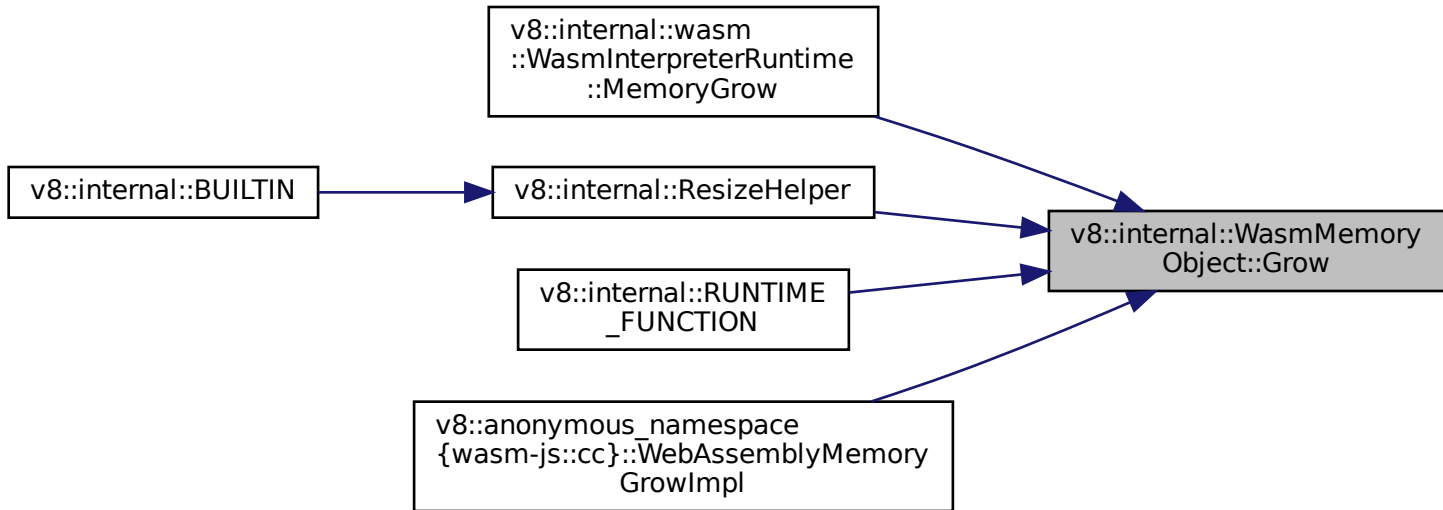 v8::internal::wasm
::WasmInterpreterRuntime
::MemoryGrow
v8::internal::BUILTIN
v8::internal::ResizeHelper
v8::internal::WasmMemory
Object::Grow
v8::internal::RUNTIME
_FUNCTION
v8::anonymous_namespace
{wasm-js::cc}::WebAssemblyMemory
GrowImpl